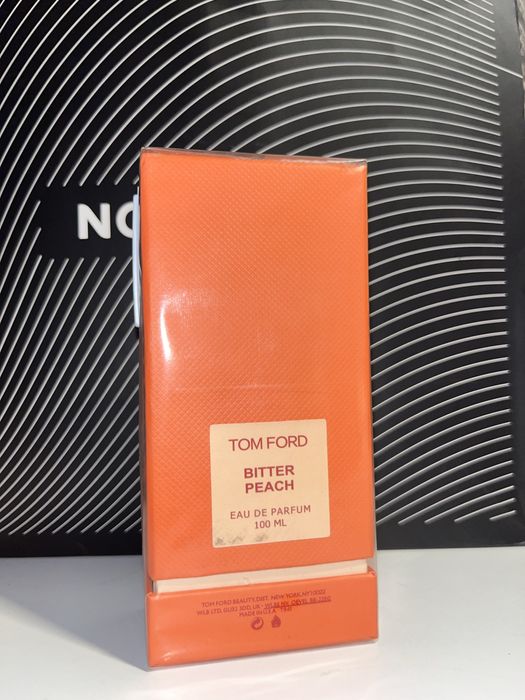 NO
TOM FORD
BITTER
PEACH
EAU DE PARFUM
100 ML
TOM FORD BEAUTY, DIST. NEW YORK, NY 10022
MADE IN U.S.A.